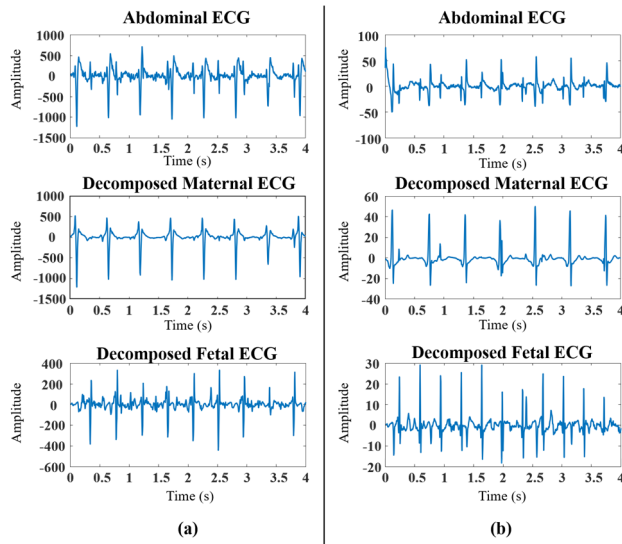 Abdominal ECG
1000
500
0
-500
-1000
-1500
Amplitude
0 0.5 1 1.5 2 2.5 3 3.5 4
Time (s)
Decomposed Maternal ECG
1000
500
0
-500
-1000
-1500
Amplitude
0 0.5 1 1.5 2 2.5 3 3.5 4
Time (s)
Decomposed Fetal ECG
400
200
0
-200
-400
-600
Amplitude
0 0.5 1 1.5 2 2.5 3 3.5 4
Time (s)
(a)
Abdominal ECG
100
50
0
-50
-100
Amplitude
0 0.5 1 1.5 2 2.5 3 3.5 4
Time (s)
Decomposed Maternal ECG
60
40
20
0
-20
-40
Amplitude
0 0.5 1 1.5 2 2.5 3 3.5 4
Time (s)
Decomposed Fetal ECG
30
20
10
0
-10
-20
Amplitude
0 0.5 1 1.5 2 2.5 3 3.5 4
Time (s)
(b)